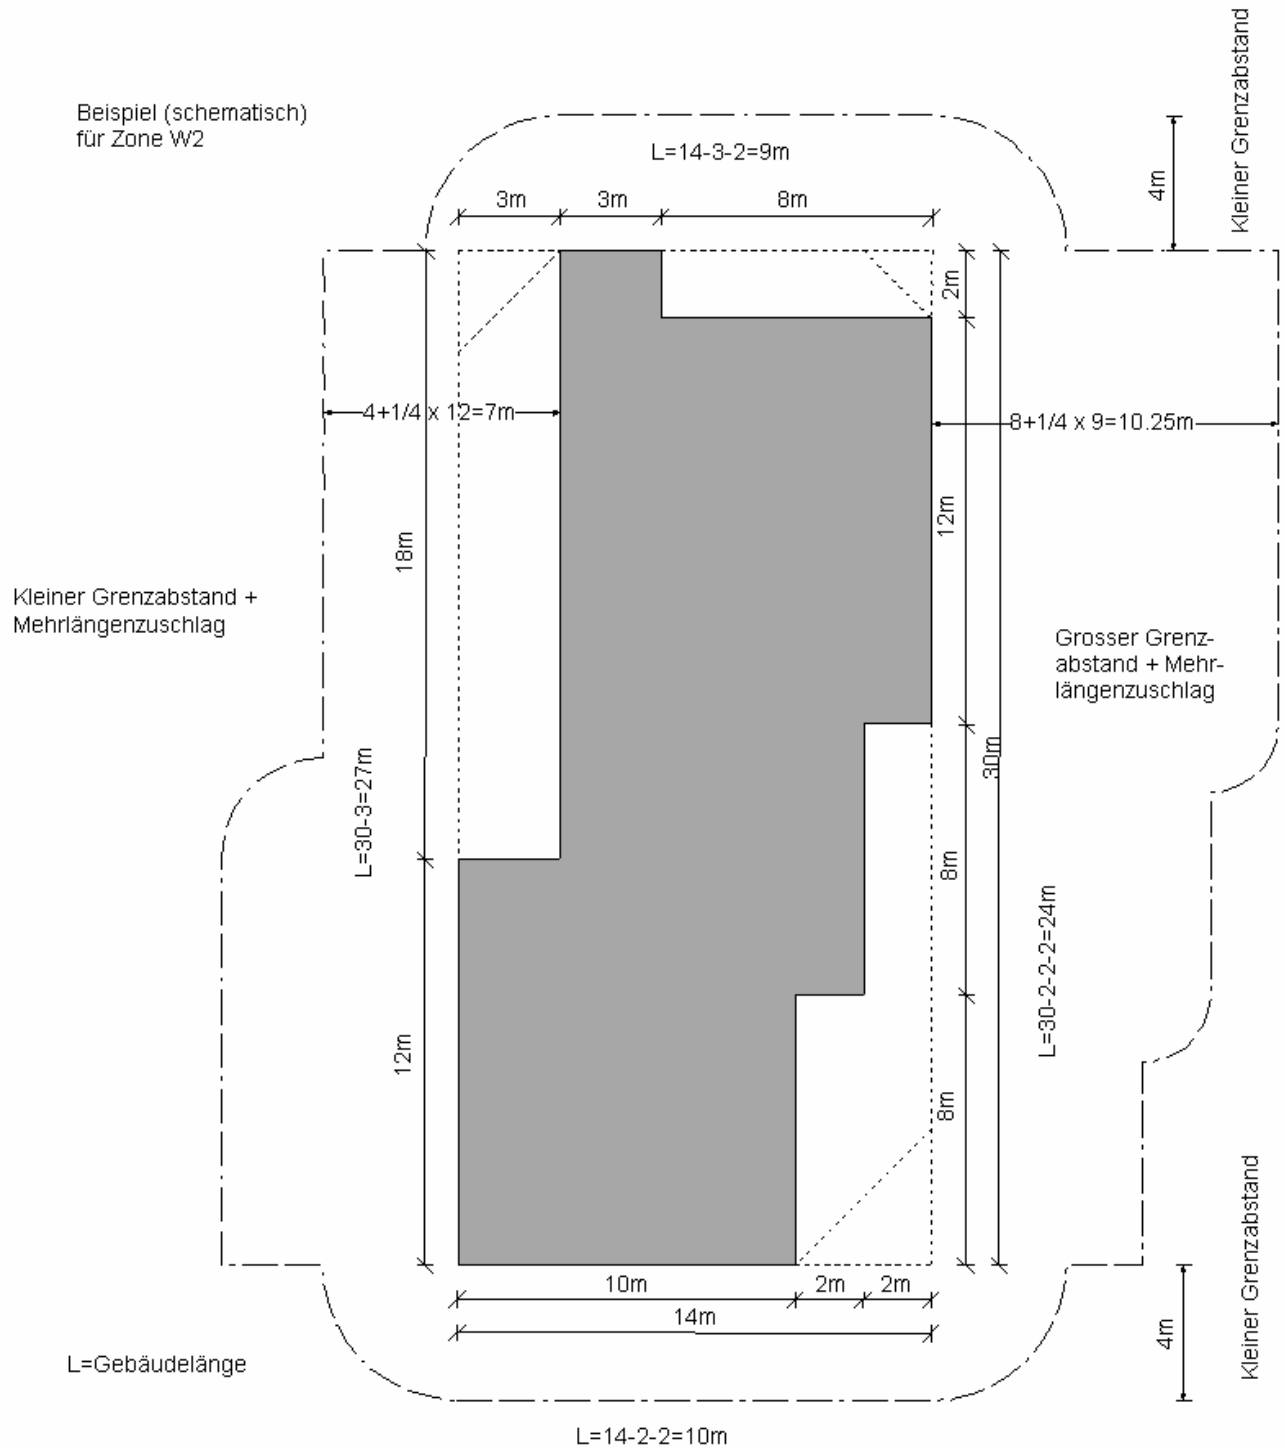 Beispiel (schematisch)
für Zone W2
L=14-3-2=9m
Kleiner Grenzabstand
4m
3m
3m
8m
2m
4+1/4 x 12=7m
8+1/4 x 9=10.25m
12m
18m
Kleiner Grenzabstand +
Mehrlängenzuschlag
Grosser Grenz-
abstand + Mehr-
längenzuschlag
30m
L=30-3=27m
8m
L=30-2-2-2=24m
12m
8m
Kleiner Grenzabstand
10m
2m
2m
14m
4m
L=Gebäudelänge
L=14-2-2=10m